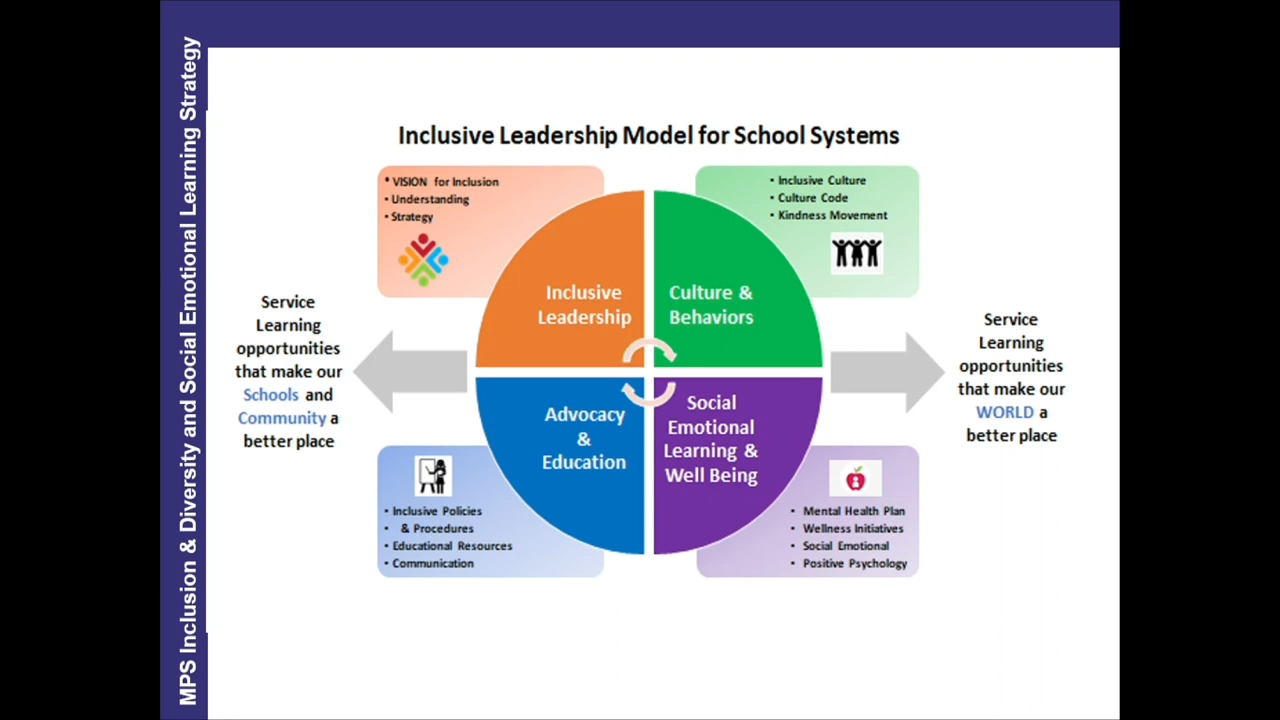 MPS Inclusion & Diversity and Social Emotional Learning Strategy
Inclusive Leadership Model for School Systems
• VISION for Inclusion
• Understanding
• Strategy
• Inclusive Culture
• Culture Code
• Kindness Movement
Inclusive
Leadership
Culture &
Behaviors
Service
Learning
opportunities
that make our
Schools and
Community a
better place
Service
Learning
opportunities
that make our
WORLD a
better place
Advocacy
&
Education
Social
Emotional
Learning &
Well Being
• Inclusive Policies
• & Procedures
• Educational Resources
• Communication
• Mental Health Plan
• Wellness Initiatives
• Social Emotional
• Positive Psychology